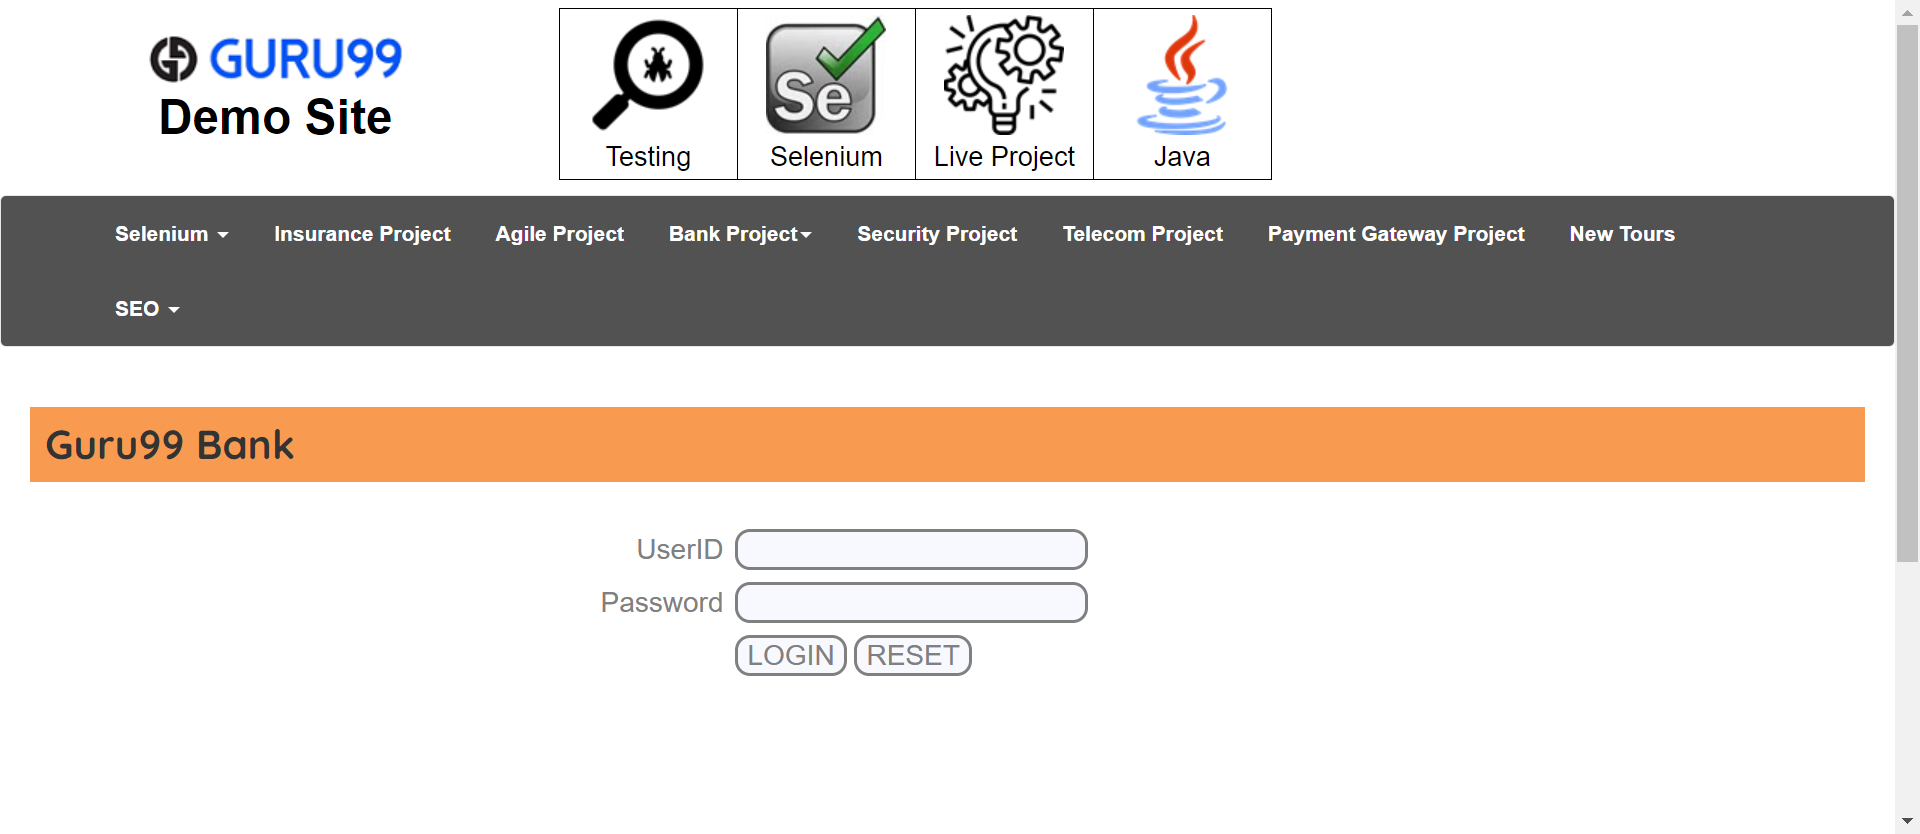 GURU99
Demo Site
Testing
Se
Selenium
Live Project
Java
Selenium
Insurance Project
Agile Project
Bank Project
Security Project
Telecom Project
Payment Gateway Project
New Tours
SEO
Guru99 Bank
UserID
Password
LOGIN
RESET